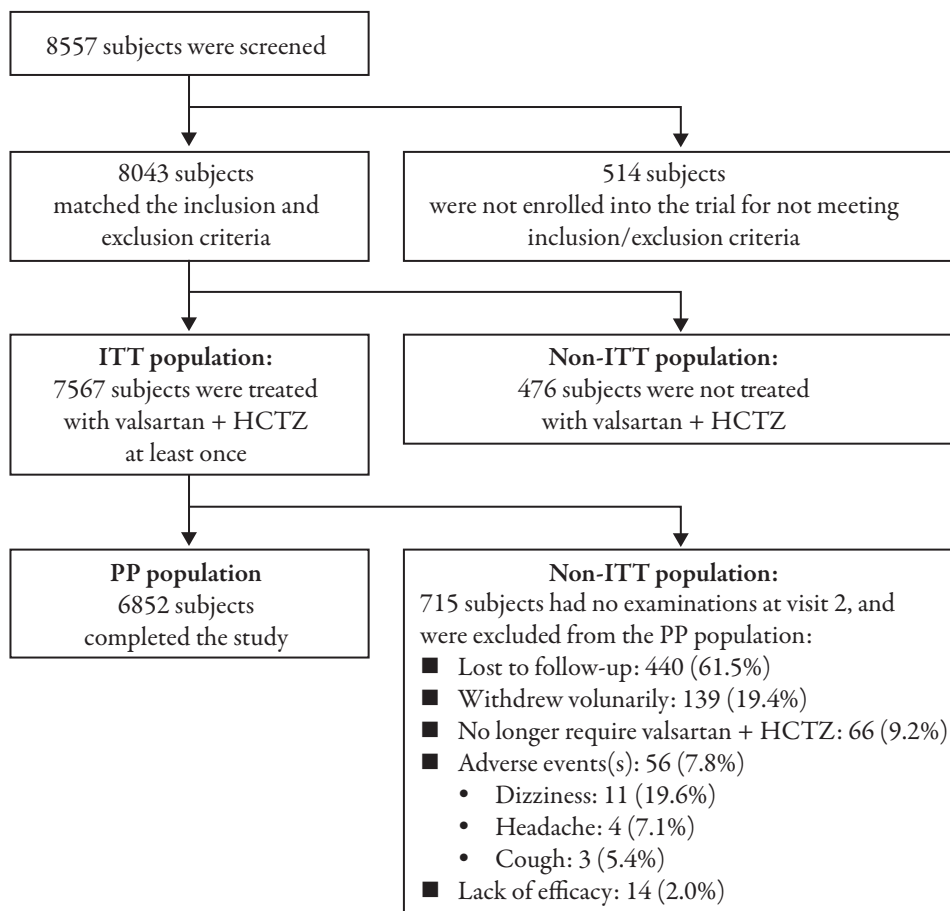 8557 subjects were screened
8043 subjects
matched the inclusion and
exclusion criteria
514 subjects
were not enrolled into the trial for not meeting
inclusion/exclusion criteria
ITT population:
7567 subjects were treated
with valsartan + HCTZ
at least once
Non-ITT population:
476 subjects were not treated
with valsartan + HCTZ
PP population
6852 subjects
completed the study
Non-ITT population:
715 subjects had no examinations at visit 2, and
were excluded from the PP population:
■ Lost to follow-up: 440 (61.5%)
■ Withdrew volunarily: 139 (19.4%)
■ No longer require valsartan + HCTZ: 66 (9.2%)
■ Adverse events(s): 56 (7.8%)
• Dizziness: 11 (19.6%)
• Headache: 4 (7.1%)
• Cough: 3 (5.4%)
■ Lack of efficacy: 14 (2.0%)